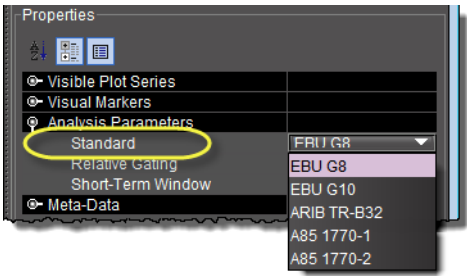 Properties
Visible Plot Series
Visual Markers
Analysis Parameters
Standard EBU G8
Relative Gating
Short-Term Window
Meta-Data
EBU G8
EBU G10
ARIB TR-B32
A85 1770-1
A85 1770-2